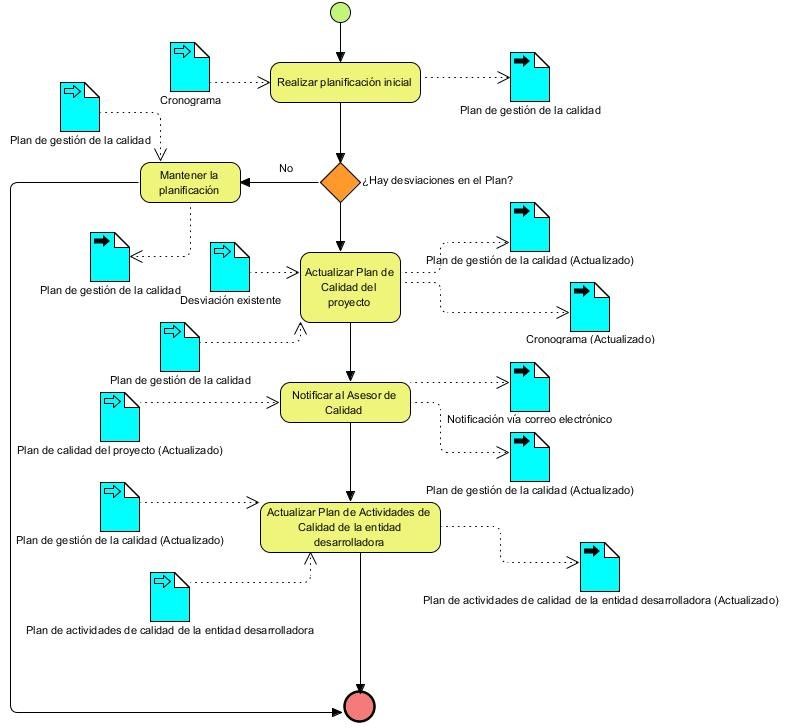 Cronograma
Realizar planificación inicial
Plan de gestión de la calidad
Plan de gestión de la calidad
Mantener la
planificación
No
¿Hay desviaciones en el Plan?
Plan de gestión de la calidad
Desviación existente
Actualizar Plan de
Calidad del
proyecto
Plan de gestión de la calidad (Actualizado)
Cronograma (Actualizado)
Plan de gestión de la calidad
Notificar al Asesor de
Calidad
Notificación vía correo electrónico
Plan de calidad del proyecto (Actualizado)
Plan de gestión de la calidad (Actualizado)
Actualizar Plan de Actividades de
Calidad de la entidad
desarrolladora
Plan de gestión de la calidad (Actualizado)
Plan de actividades de calidad de la entidad desarrolladora (Actualizado)
Plan de actividades de calidad de la entidad desarrolladora